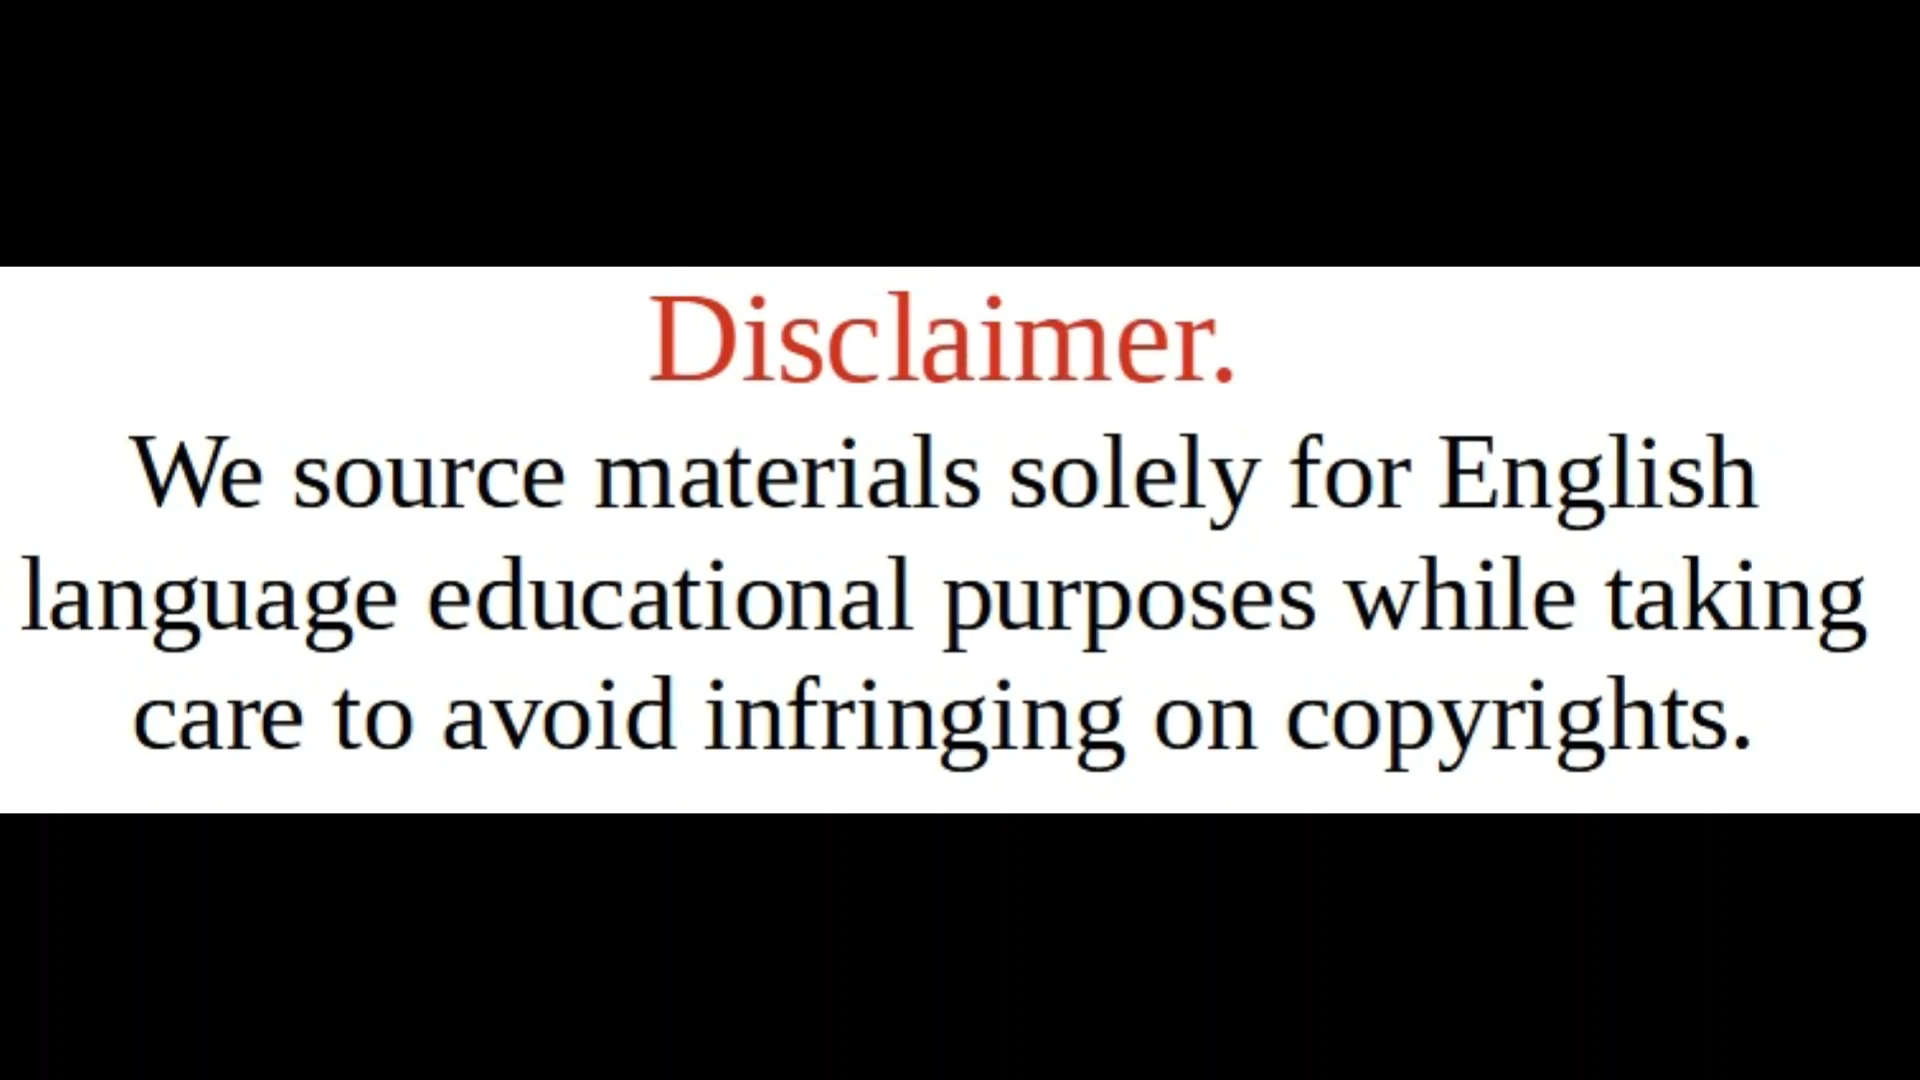 Disclaimer.
We source materials solely for English
language educational purposes while taking
care to avoid infringing on copyrights.